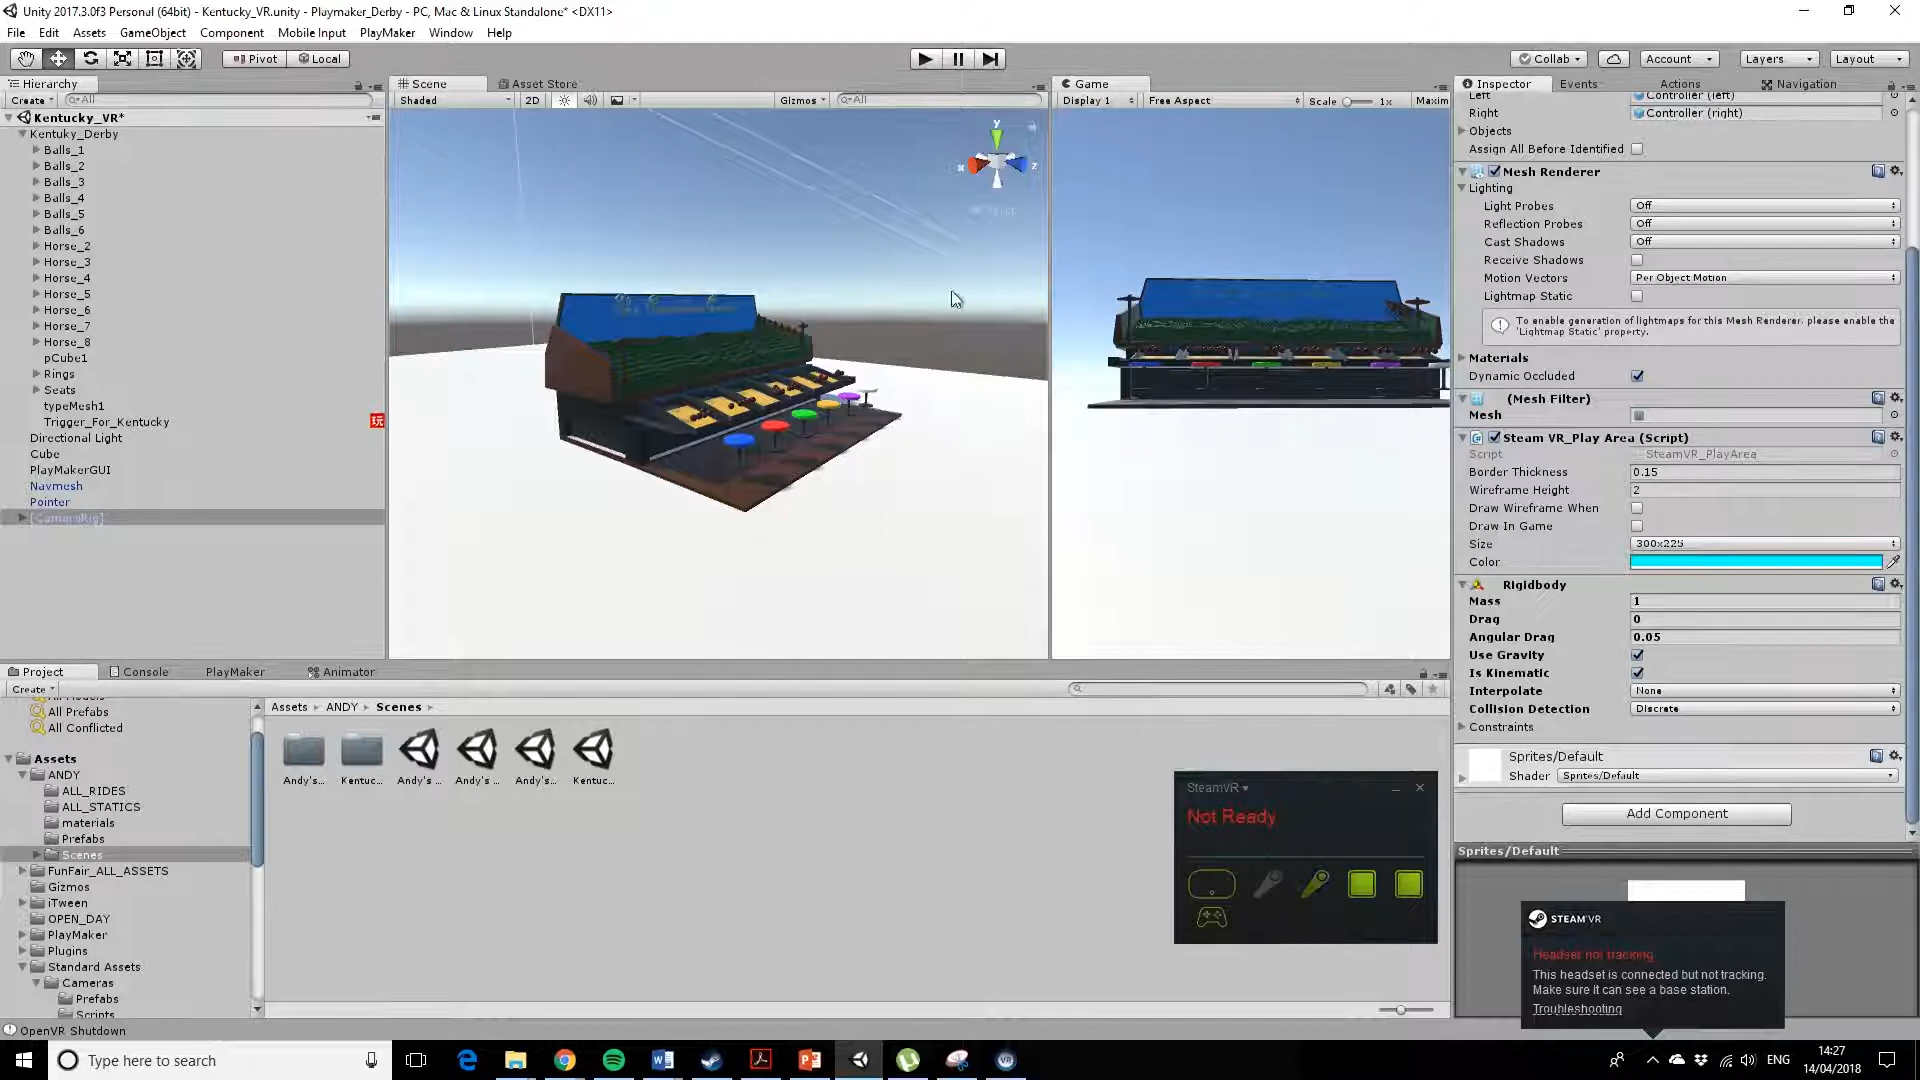 Unity 2017.3.0f3 Personal (64bit) - Kentucky_VR.unity - Playmaker_Derby - PC, Mac & Linux Standalone* <DX11>
File Edit Assets GameObject Component Mobile Input PlayMaker Window Help
Pivot Local Collab Account Layers Layout
Hierarchy
Create All
Kentucky_VR*
Kentuky_Derby
Balls_1
Balls_2
Balls_3
Balls_4
Balls_5
Balls_6
Horse_2
Horse_3
Horse_4
Horse_5
Horse_6
Horse_7
Horse_8
pCube1
Rings
Seats
typeMesh1
Trigger_For_Kentucky
Directional Light
Cube
PlayMakerGUI
Navmesh
Pointer
[CameraRig]
Scene Asset Store
Shaded 2D Gizmos All
y
x z
Persp
Game
Display 1 Free Aspect Scale 1x Maxim
Inspector Events Actions Navigation
Left Controller (left)
Right Controller (right)
Objects
Assign All Before Identified
Mesh Renderer
Lighting
Light Probes Off
Reflection Probes Off
Cast Shadows Off
Receive Shadows
Motion Vectors Per Object Motion
Lightmap Static
To enable generation of lightmaps for this Mesh Renderer, please enable the
'Lightmap Static' property.
Materials
Dynamic Occluded
(Mesh Filter)
Mesh
Steam VR_Play Area (Script)
Script SteamVR_PlayArea
Border Thickness 0.15
Wireframe Height 2
Draw Wireframe When
Draw In Game
Size 300x225
Color
Rigidbody
Mass 1
Drag 0
Angular Drag 0.05
Use Gravity
Is Kinematic
Interpolate None
Collision Detection Discrete
Constraints
Sprites/Default
Shader Sprites/Default
Add Component
Sprites/Default
Project Console PlayMaker Animator
Create
All Models
All Prefabs
All Conflicted
Assets
ANDY
ALL_RIDES
ALL_STATICS
materials
Prefabs
Scenes
FunFair_ALL_ASSETS
Gizmos
iTween
OPEN_DAY
PlayMaker
Plugins
Standard Assets
Cameras
Prefabs
Scripts
Assets ANDY Scenes
Andy's... Kentuc... Andy's ... Andy's ... Andy's... Kentuc...
SteamVR
Not Ready
STEAM VR
Headset not tracking
This headset is connected but not tracking.
Make sure it can see a base station.
Troubleshooting
OpenVR Shutdown
Type here to search
ENG
14:27
14/04/2018